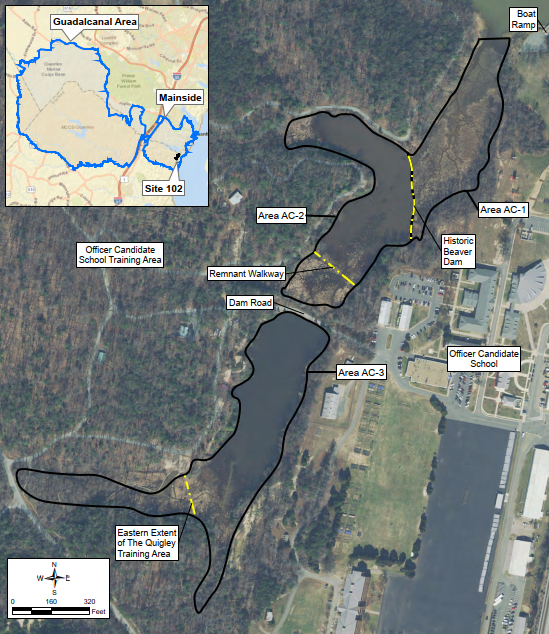 Guadalcanal Area
Mainside
Site 102
Boat
Ramp
Area AC-2
Area AC-1
Historic
Beaver
Dam
Officer Candidate
School Training Area
Remnant Walkway
Dam Road
Officer Candidate
School
Area AC-3
Eastern Extent
of The Quigley
Training Area
N
W
E
S
0
160
320
Feet